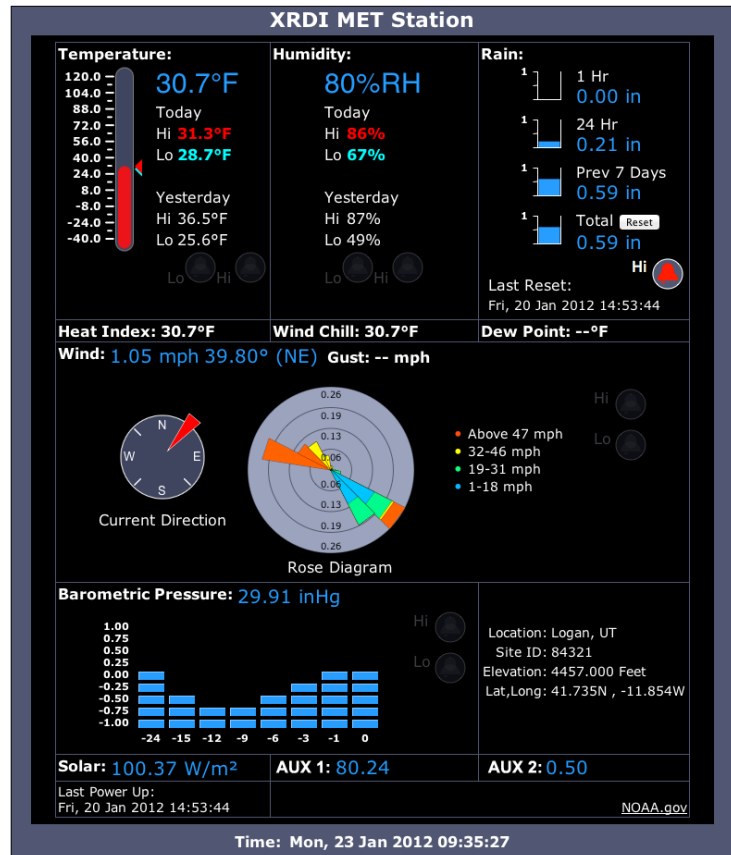 XRDI MET Station
Temperature:
120.0
104.0
88.0
72.0
56.0
40.0
24.0
8.0
-8.0
-24.0
-40.0
30.7°F
Today
Hi 31.3°F
Lo 28.7°F
Yesterday
Hi 36.5°F
Lo 25.6°F
Lo Hi
Humidity:
80%RH
Today
Hi 86%
Lo 67%
Yesterday
Hi 87%
Lo 49%
Lo Hi
Rain:
1 1 Hr
0.00 in
1 24 Hr
0.21 in
1 Prev 7 Days
0.59 in
1 Total Reset
0.59 in
Hi
Last Reset:
Fri, 20 Jan 2012 14:53:44
Heat Index: 30.7°F
Wind Chill: 30.7°F
Dew Point: --°F
Wind: 1.05 mph 39.80° (NE) Gust: -- mph
N
W E
S
Current Direction
0.26
0.19
0.13
0.06
0.06
0.13
0.19
0.26
Rose Diagram
Above 47 mph
32-46 mph
19-31 mph
1-18 mph
Hi
Lo
Barometric Pressure: 29.91 inHg
1.00
0.75
0.50
0.25
0.00
-0.25
-0.50
-0.75
-1.00
-24 -15 -12 -9 -6 -3 -1 0
Hi
Lo
Location: Logan, UT
Site ID: 84321
Elevation: 4457.000 Feet
Lat,Long: 41.735N , -11.854W
Solar: 100.37 W/m²
AUX 1: 80.24
AUX 2: 0.50
Last Power Up:
Fri, 20 Jan 2012 14:53:44
NOAA.gov
Time: Mon, 23 Jan 2012 09:35:27